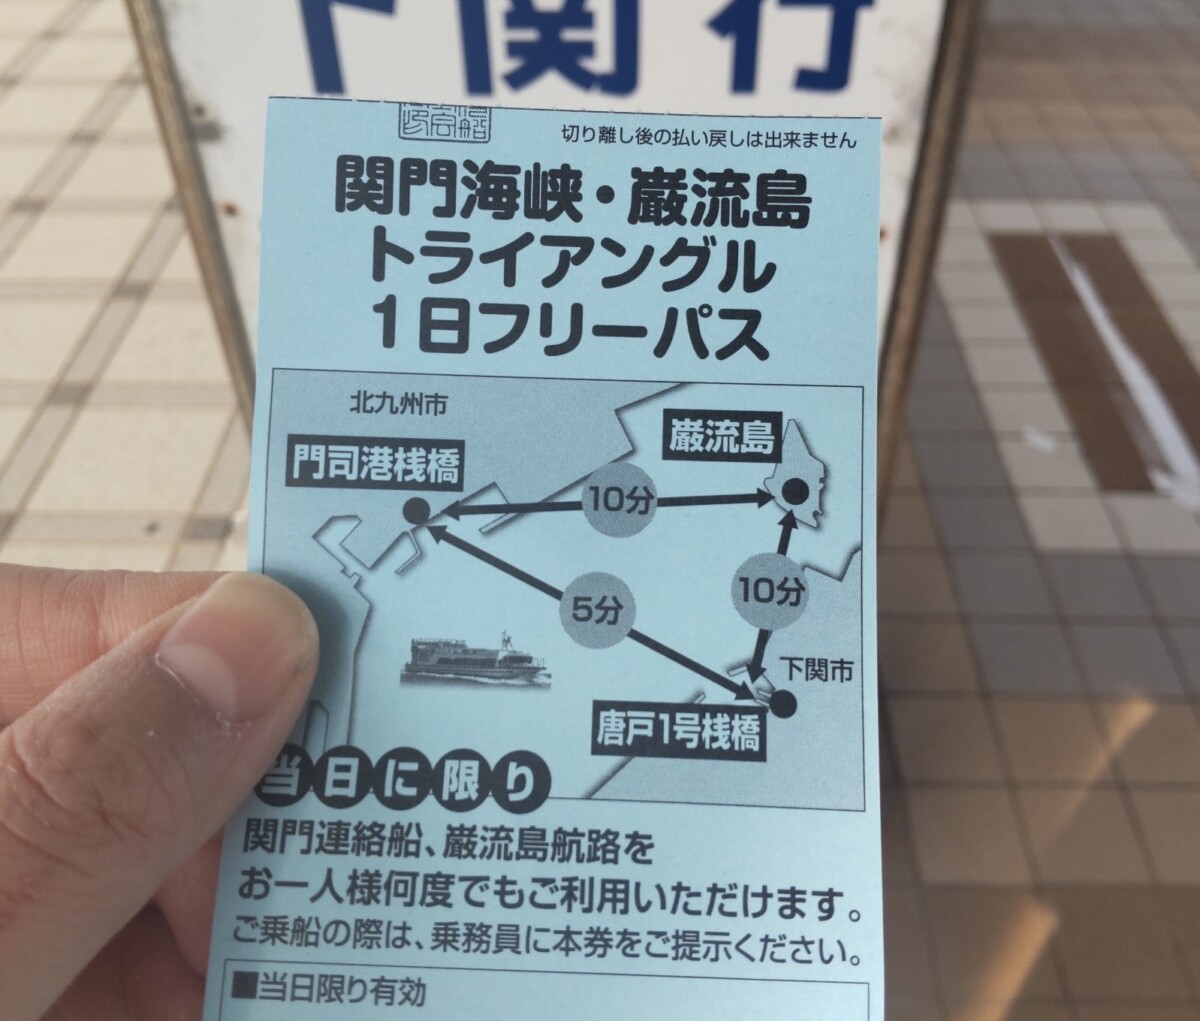 下関行
切り離し後の払い戻しは出来ません
関門海峡・巌流島
トライアングル
1日フリーパス
北九州市
門司港桟橋
巌流島
10分
10分
5分
下関市
唐戸1号桟橋
当日に限り
関門連絡船、巌流島航路を
お一人様何度でもご利用いただけます。
ご乗船の際は、乗務員に本券をご提示ください。
■当日限り有効